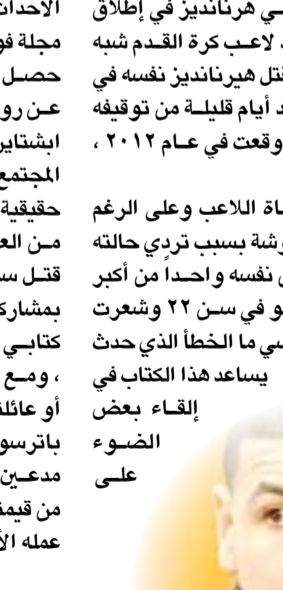 ي هرنانديز في إطلاق
لاعب كرة القدم شبه
قتل هيرنانديز نفسه في
أيام قليلة من توقيفه
وقعت في عام ٢٠١٢ ،
اة اللاعب وعلى الرغم
وشة بسبب تردي حالته
نفسه واحداً من أكبر
و في سن ٢٢ وشعرت
سي ما الخطأ الذي حدث
يساعد هذا الكتاب في
إلقاء بعض
الضوء
على
الاحداث
مجلة فو
حصل
عن رو
ابشتاين
المجتمع
حقيقية
من الع
قتل س
بمشارك
كتابي
، ومع
أو عائلت
باترسو
مدعين
من قيمة
عمله الأ